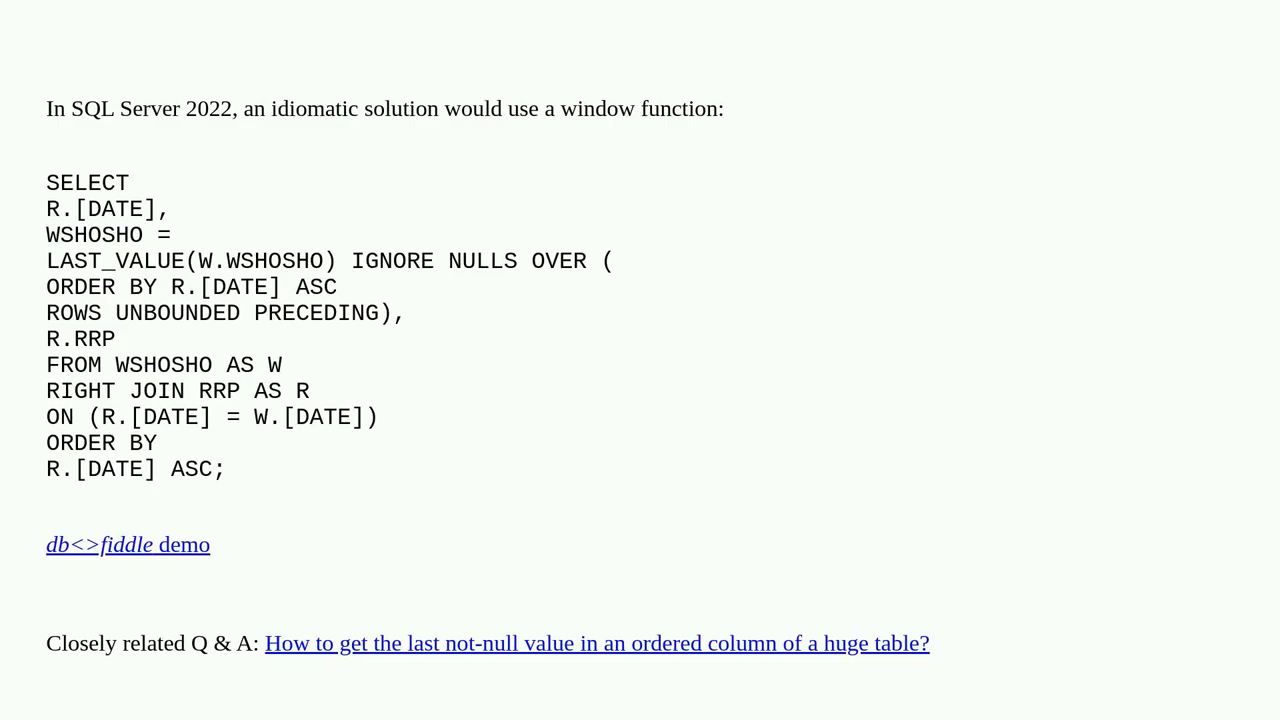 In SQL Server 2022, an idiomatic solution would use a window function:
SELECT
R.[DATE],
WSHOSHO =
LAST_VALUE(W.WSHOSHO) IGNORE NULLS OVER (
ORDER BY R.[DATE] ASC
ROWS UNBOUNDED PRECEDING),
R.RRP
FROM WSHOSHO AS W
RIGHT JOIN RRP AS R
ON (R.[DATE] = W.[DATE])
ORDER BY
R.[DATE] ASC;
db<>fiddle demo
Closely related Q & A: How to get the last not-null value in an ordered column of a huge table?